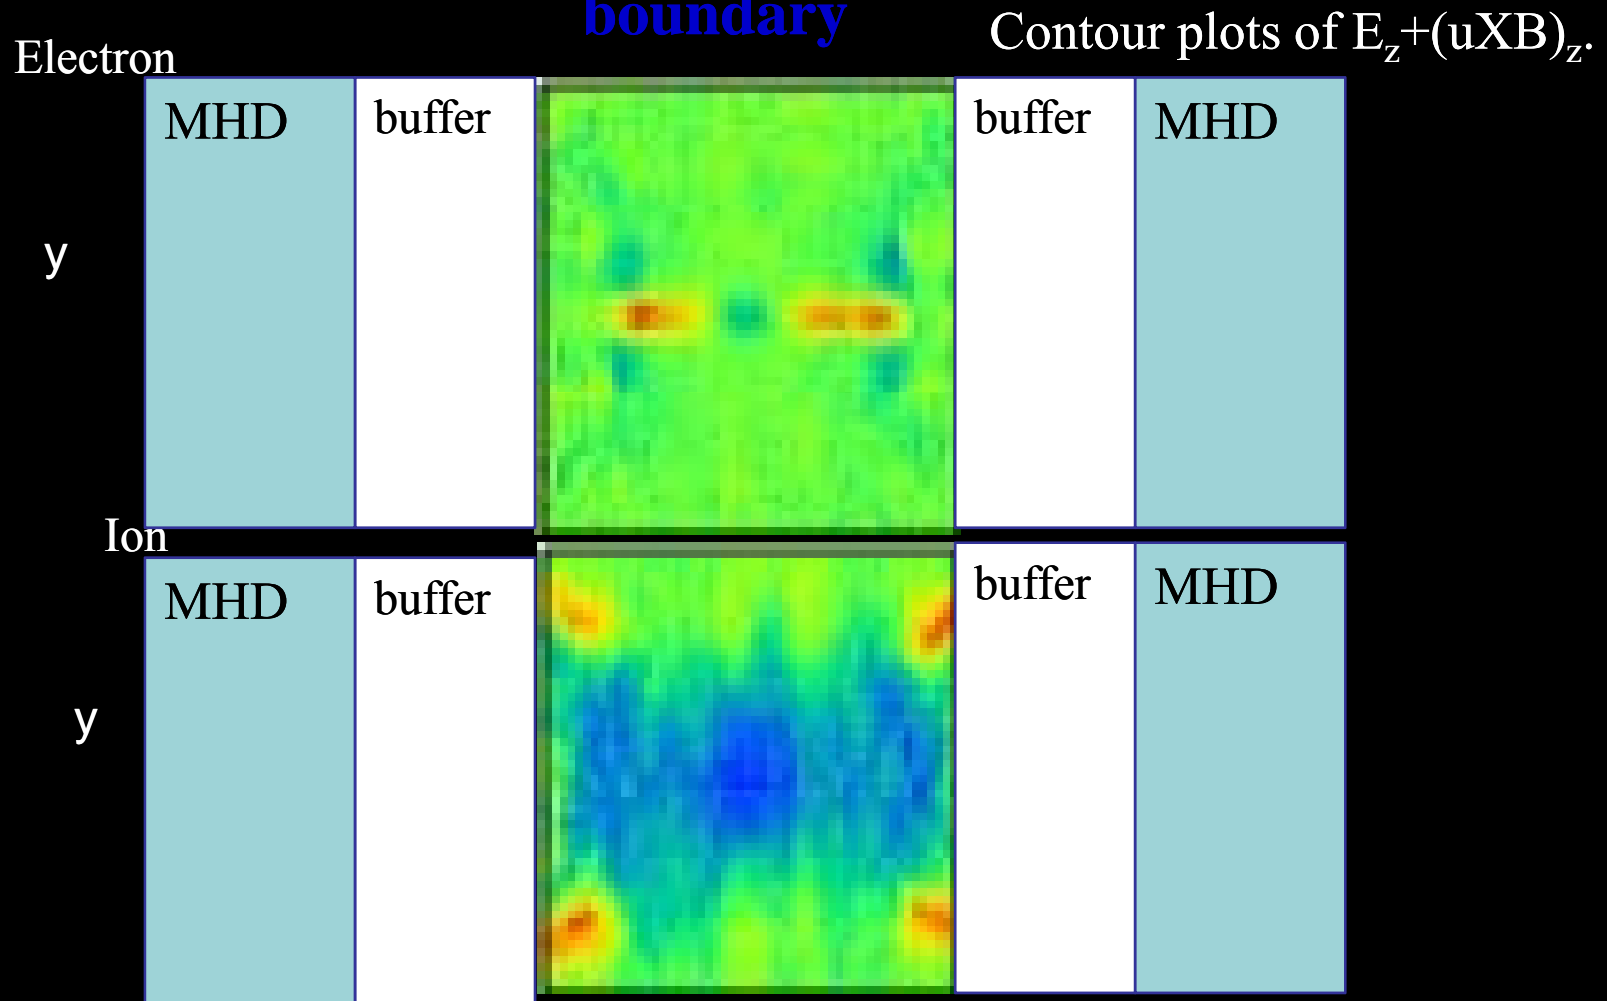 boundary
Contour plots of Ez+(uXB)z.
Electron
MHD
buffer
buffer
MHD
y
Ion
MHD
buffer
buffer
MHD
y